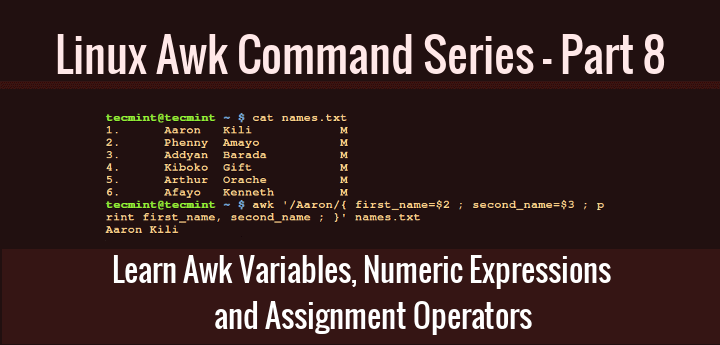 Linux Awk Command Series - Part 8
tecmint@tecmint ~ $ cat names.txt
1. Aaron Kili M
2. Phenny Amayo M
3. Addyan Barada M
4. Kiboko Gift M
5. Arthur Orache M
6. Afayo Kenneth M
tecmint@tecmint ~ $ awk '/Aaron/{ first_name=$2 ; second_name=$3 ; p
rint first_name, second_name ; }' names.txt
Aaron Kili
Learn Awk Variables, Numeric Expressions
and Assignment Operators